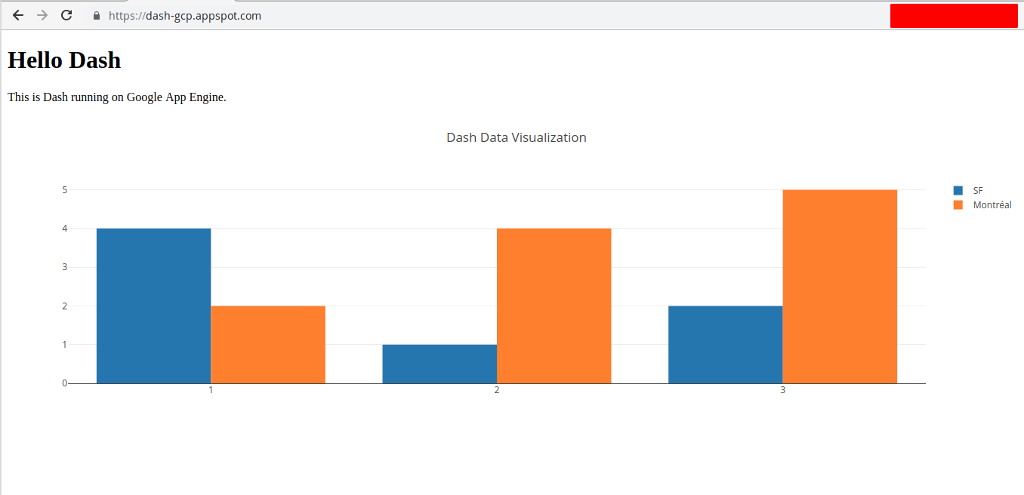 https://dash-gcp.appspot.com
Hello Dash
This is Dash running on Google App Engine.
Dash Data Visualization
5
4
3
2
1
0
1
2
3
SF
Montréal